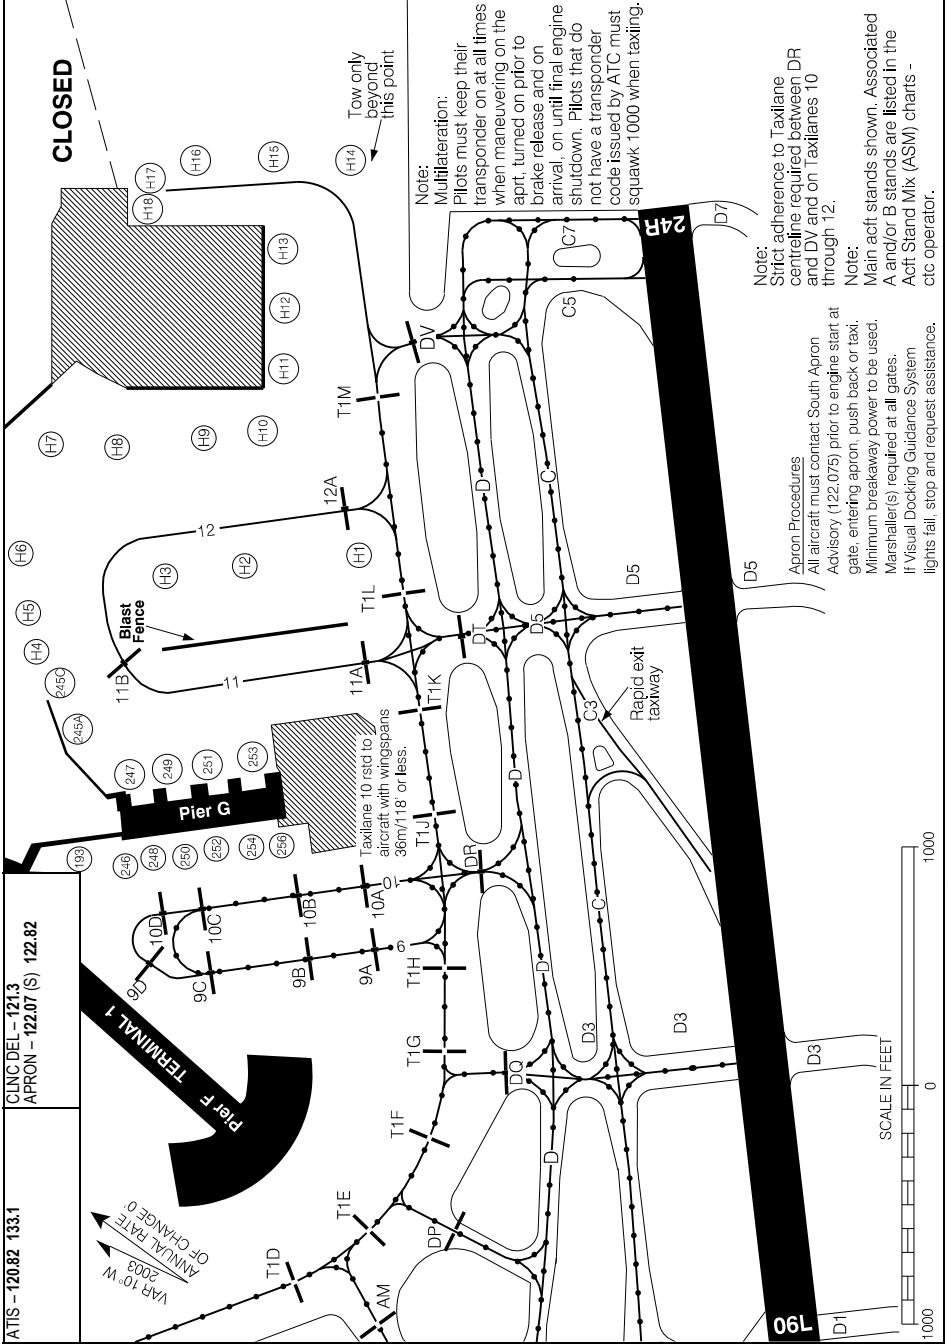 ATIS – 120.82 133.1
CLNC DEL – 121.3
APRON – 122.07 (S) 122.82
VAR 10° W
2003
ANNUAL RATE
OF CHANGE 0'
TERMINAL 1
Pier F
Pier G
CLOSED
Tow only
beyond
this point
Blast
Fence
Taxilane 10 rstd to
aircraft with wingspans
36m/118' or less.
Rapid exit
taxiway
193
246
248
250
252
254
256
247
249
251
253
245A
245C
H4
H5
H6
H7
H8
H9
H10
H11
H12
H13
H14
H15
H16
H17
H18
H1
H2
H3
9D
9C
9B
9A
9
10D
10C
10B
10A
10
11B
11
11A
12
12A
T1D
T1E
T1F
T1G
T1H
T1J
T1K
T1L
T1M
AM
DP
DQ
DR
DT
DV
D
D
D
D
C
C
C3
C5
C7
D1
D3
D3
D3
D5
D5
D5
D7
06L
24R
Note:
Multilateration:
Pilots must keep their
transponder on at all times
when maneuvering on the
aprt, turned on prior to
brake release and on
arrival, on until final engine
shutdown. Pilots that do
not have a transponder
code issued by ATC must
squawk 1000 when taxiing.
Note:
Strict adherence to Taxilane
centreline required between DR
and DV and on Taxilanes 10
through 12.
Note:
Main acft stands shown. Associated
A and/or B stands are listed in the
Acft Stand Mix (ASM) charts -
ctc operator.
Apron Procedures
All aircraft must contact South Apron
Advisory (122.075) prior to engine start at
gate, entering apron, push back or taxi.
Minimum breakaway power to be used.
Marshaller(s) required at all gates.
If Visual Docking Guidance System
lights fail, stop and request assistance.
SCALE IN FEET
1000
0
1000